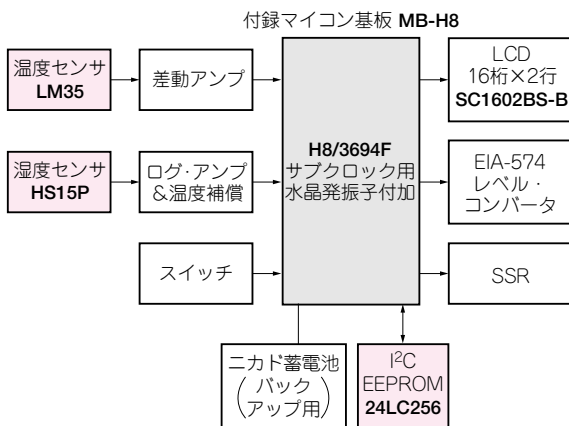 付録マイコン基板 MB-H8
温度センサ
LM35
差動アンプ
LCD
16桁×2行
SC1602BS-B
湿度センサ
HS15P
ログ・アンプ
&温度補償
H8/3694F
サブクロック用
水晶発振子付加
EIA-574
レベル・
コンバータ
スイッチ
SSR
ニカド蓄電池
(バック
アップ用)
I²C
EEPROM
24LC256